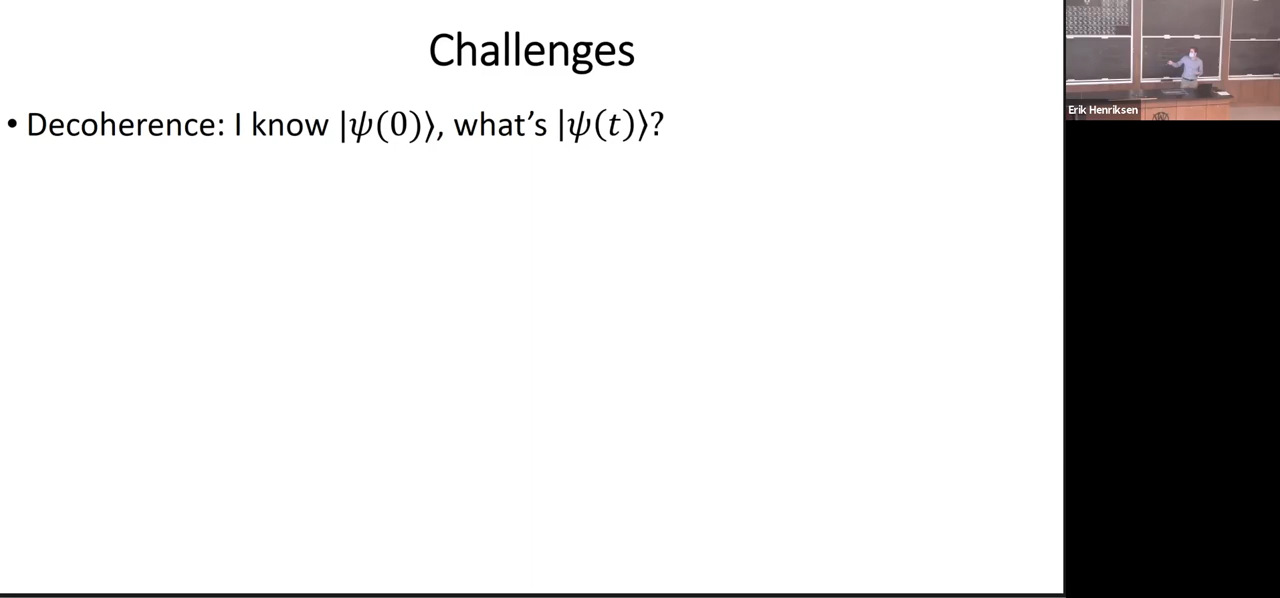 Challenges
• Decoherence: I know |ψ(0)⟩, what's |ψ(t)⟩?
Erik Henriksen